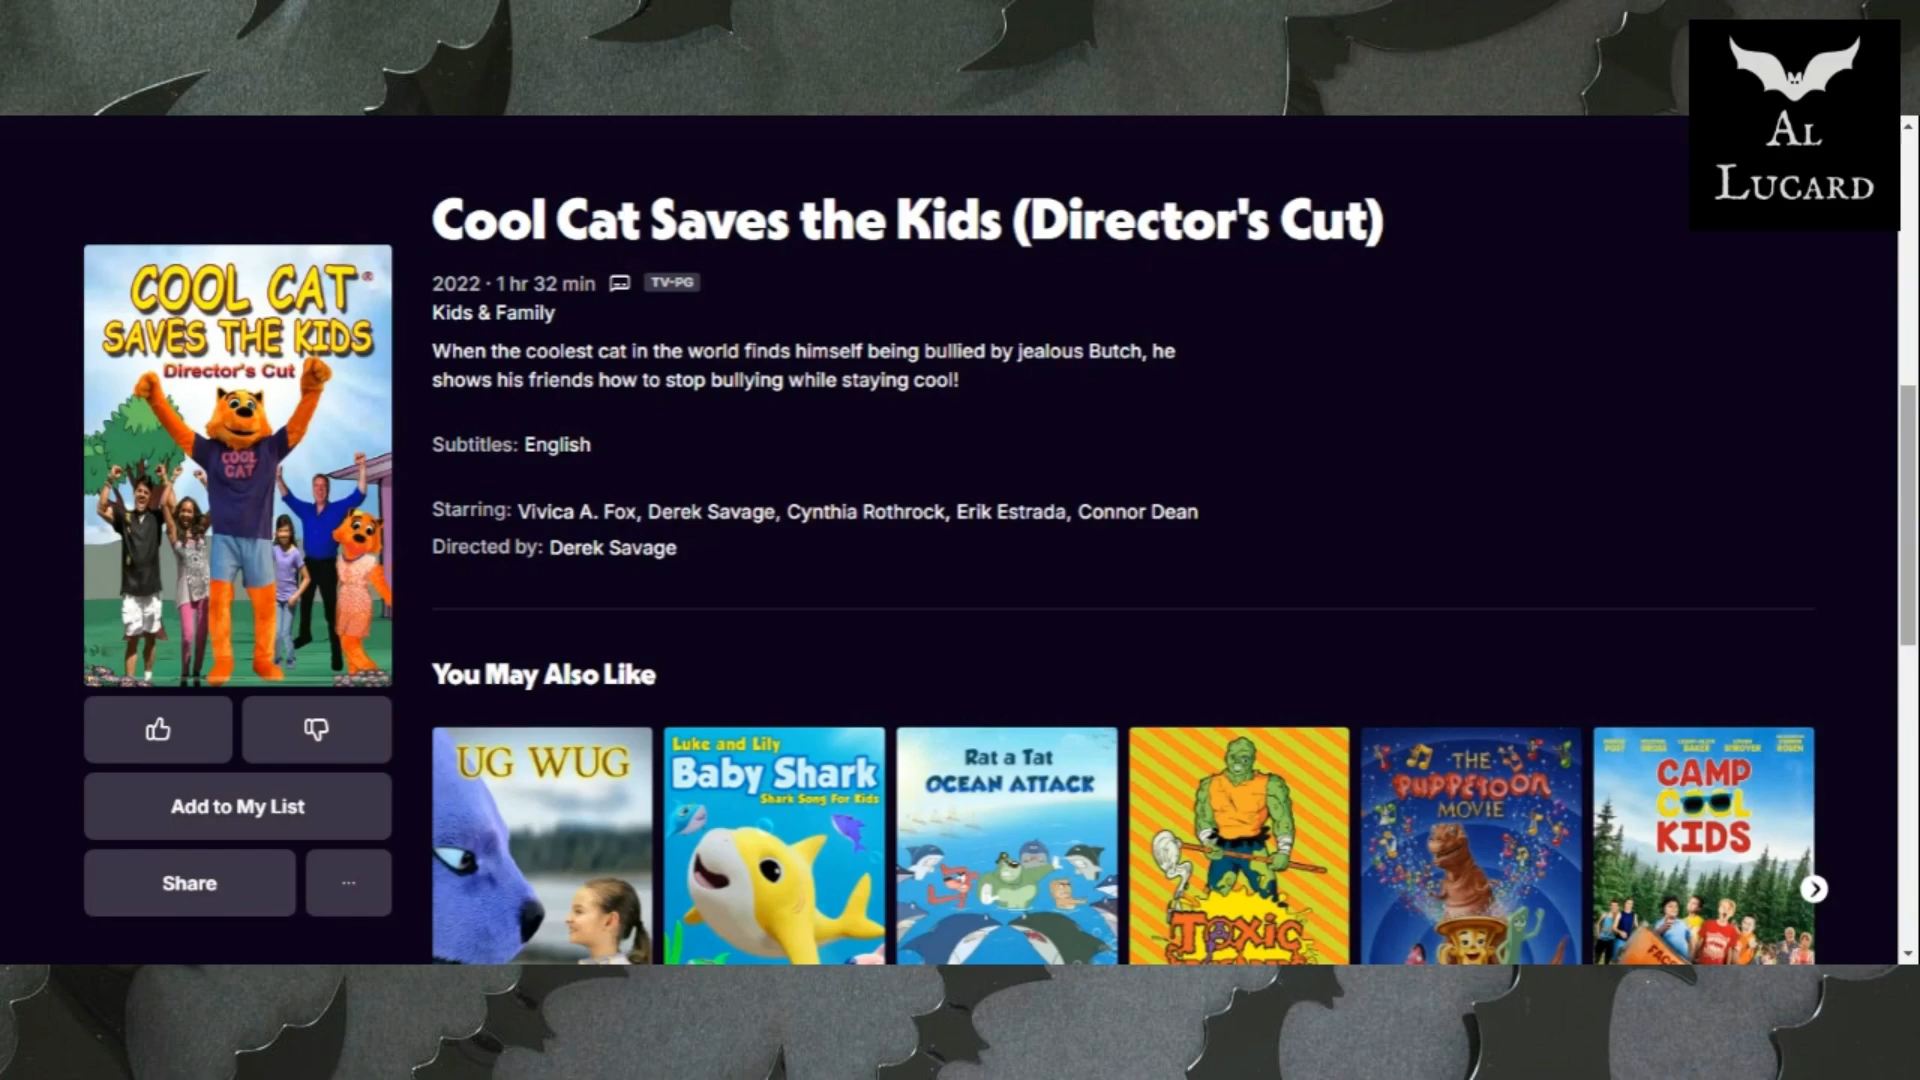 AL
LUCARD
Cool Cat Saves the Kids (Director's Cut)
2022 · 1 hr 32 min TV-PG
Kids & Family
When the coolest cat in the world finds himself being bullied by jealous Butch, he
shows his friends how to stop bullying while staying cool!
Subtitles: English
Starring: Vivica A. Fox, Derek Savage, Cynthia Rothrock, Erik Estrada, Connor Dean
Directed by: Derek Savage
COOL CAT®
SAVES THE KIDS
Director's Cut
COOL
CAT
Add to My List
Share
...
You May Also Like
UG WUG
Luke and Lily
Baby Shark
Shark Song For Kids
Rat a Tat
OCEAN ATTACK
TOXIC
THE
PUPPETOON
MOVIE
CAMP
COOL
KIDS